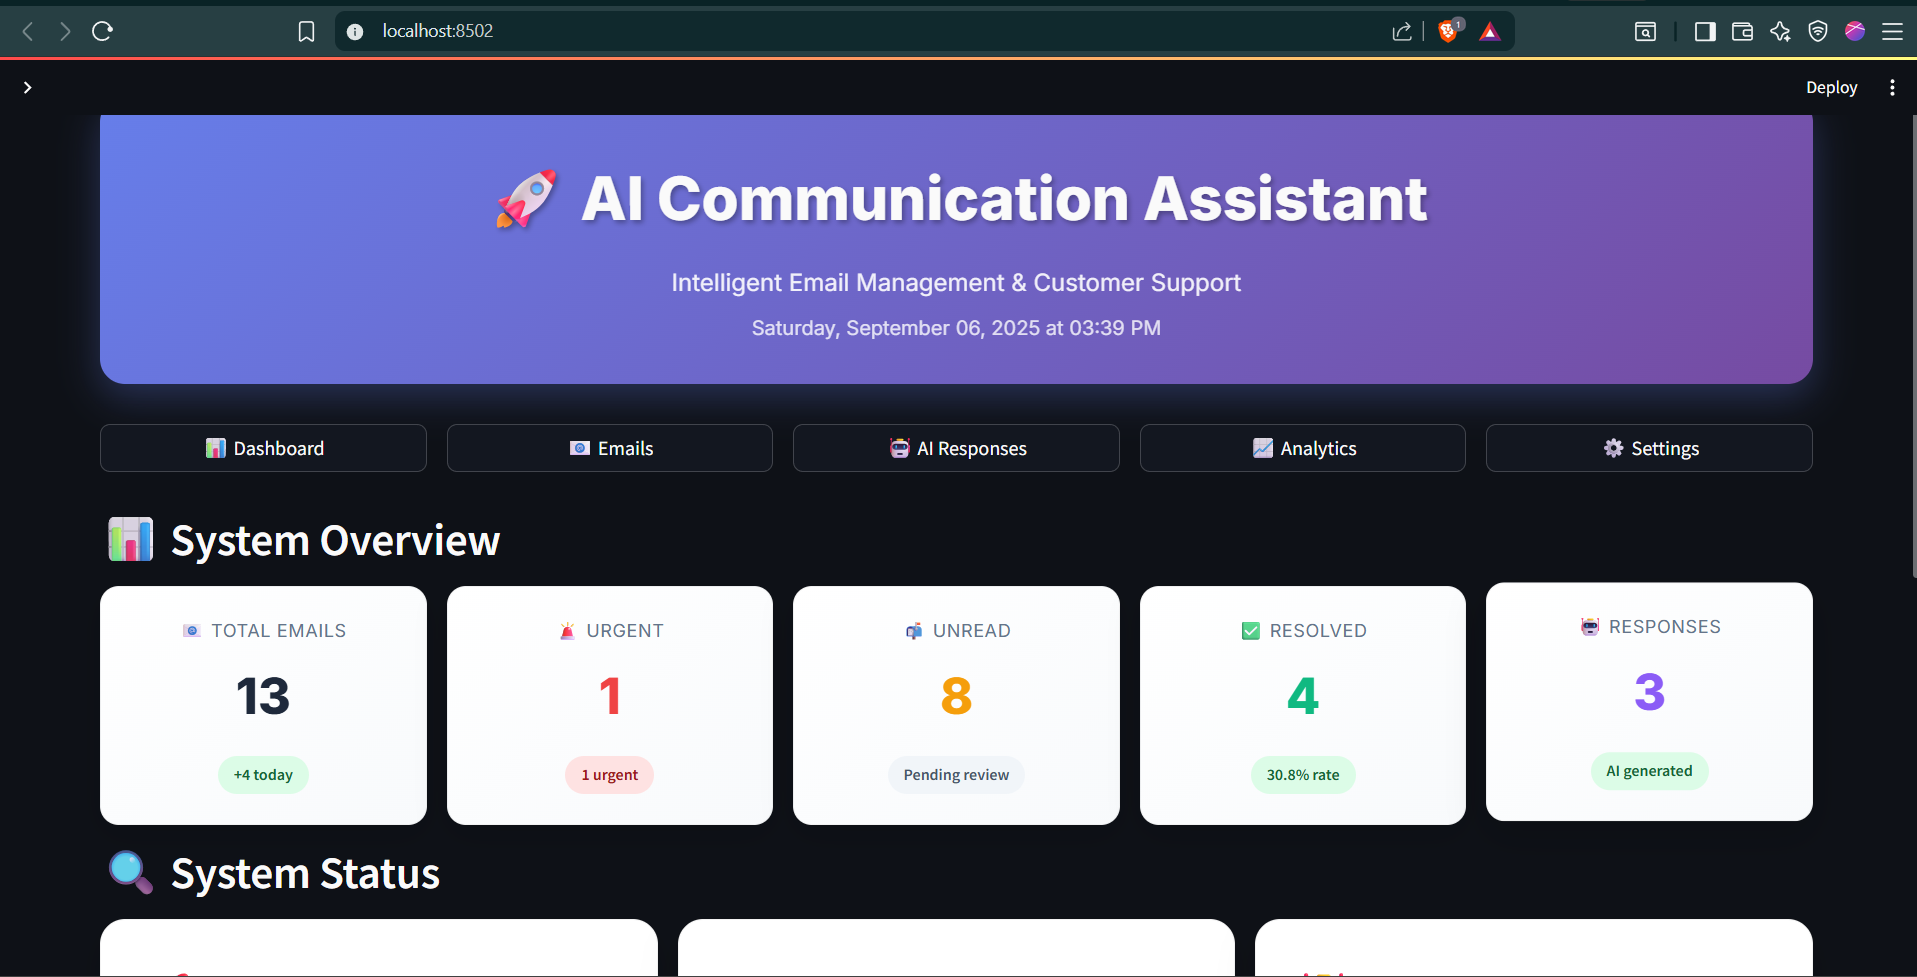 localhost:8502
1
Deploy
AI Communication Assistant
Intelligent Email Management & Customer Support
Saturday, September 06, 2025 at 03:39 PM
Dashboard
Emails
AI Responses
Analytics
Settings
System Overview
TOTAL EMAILS
13
+4 today
URGENT
1
1 urgent
UNREAD
8
Pending review
RESOLVED
4
30.8% rate
RESPONSES
3
AI generated
System Status